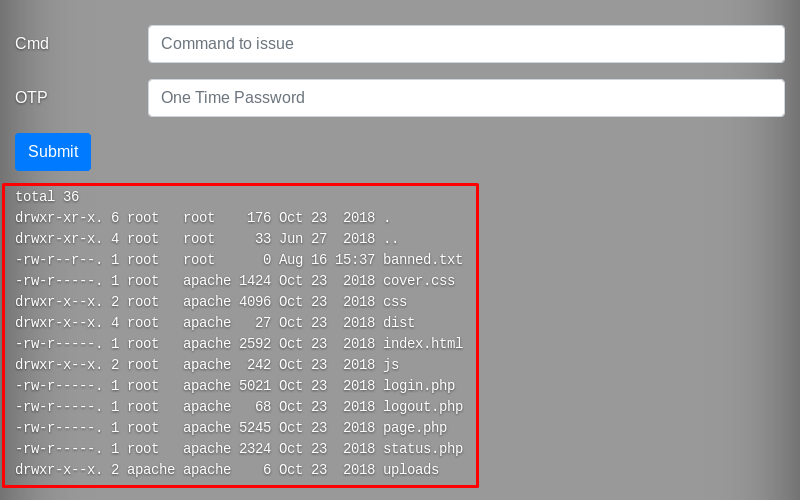 Cmd Command to issue
OTP One Time Password
Submit
total 36
drwxr-xr-x. 6 root   root    176 Oct 23  2018 .
drwxr-xr-x. 4 root   root     33 Jun 27  2018 ..
-rw-r--r--. 1 root   root      0 Aug 16 15:37 banned.txt
-rw-r-----. 1 root   apache 1424 Oct 23  2018 cover.css
drwxr-x--x. 2 root   apache 4096 Oct 23  2018 css
drwxr-x--x. 4 root   apache   27 Oct 23  2018 dist
-rw-r-----. 1 root   apache 2592 Oct 23  2018 index.html
drwxr-x--x. 2 root   apache  242 Oct 23  2018 js
-rw-r-----. 1 root   apache 5021 Oct 23  2018 login.php
-rw-r-----. 1 root   apache   68 Oct 23  2018 logout.php
-rw-r-----. 1 root   apache 5245 Oct 23  2018 page.php
-rw-r-----. 1 root   apache 2324 Oct 23  2018 status.php
drwxr-x--x. 2 apache apache    6 Oct 23  2018 uploads